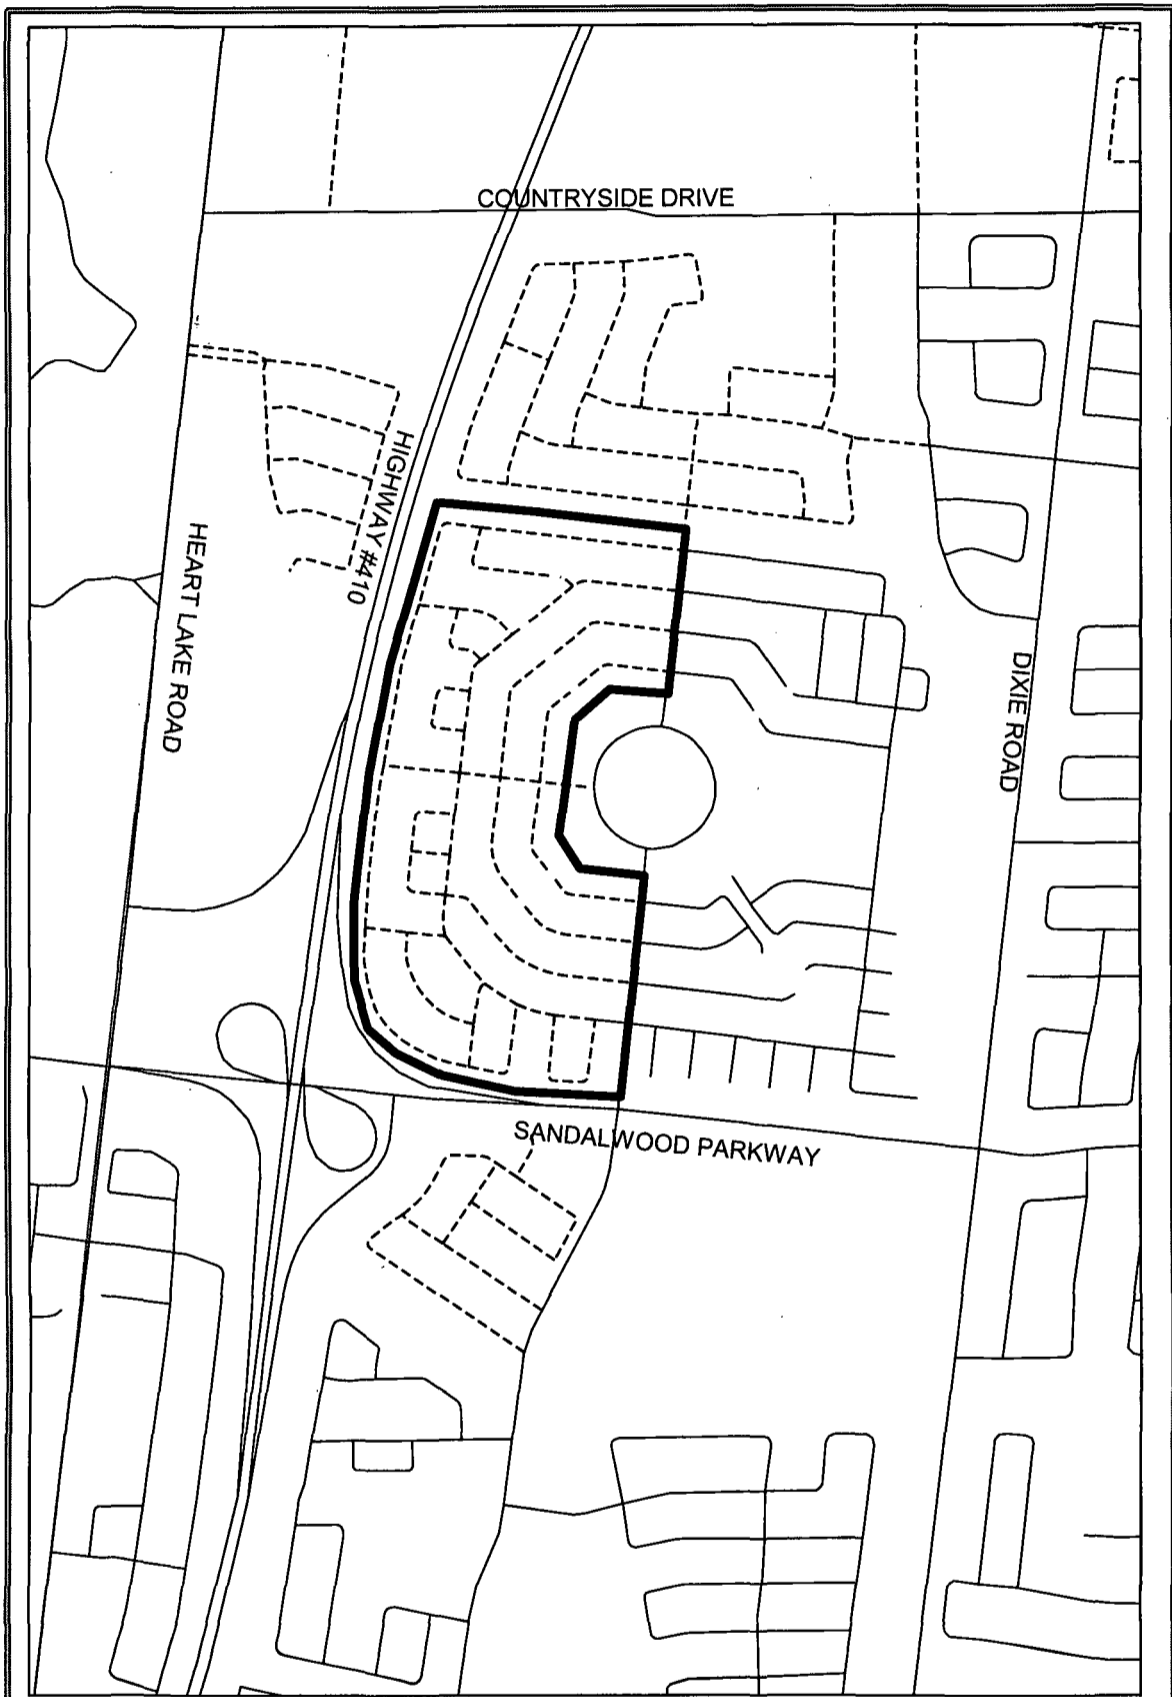 COUNTRYSIDE DRIVE
HIGHWAY #410
HEART LAKE ROAD
DIXIE ROAD
SANDALWOOD PARKWAY